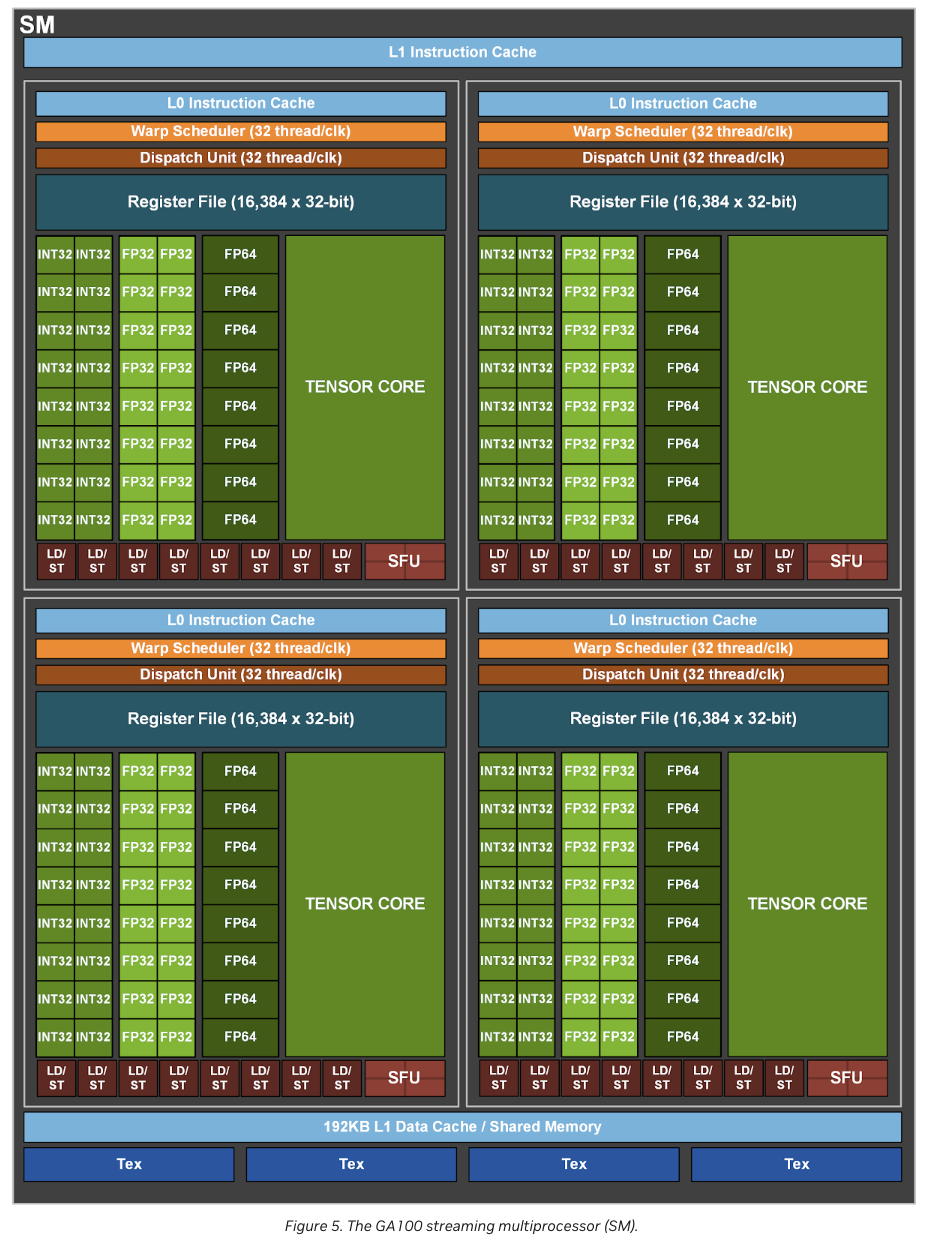 SM
L1 Instruction Cache
L0 Instruction Cache
Warp Scheduler (32 thread/clk)
Dispatch Unit (32 thread/clk)
Register File (16,384 x 32-bit)
INT32 INT32 FP32 FP32 FP64
INT32 INT32 FP32 FP32 FP64
INT32 INT32 FP32 FP32 FP64
INT32 INT32 FP32 FP32 FP64
TENSOR CORE
INT32 INT32 FP32 FP32 FP64
INT32 INT32 FP32 FP32 FP64
INT32 INT32 FP32 FP32 FP64
INT32 INT32 FP32 FP32 FP64
LD/ LD/ LD/ LD/ LD/ LD/ LD/ LD/
ST ST ST ST ST ST ST ST
SFU
L0 Instruction Cache
Warp Scheduler (32 thread/clk)
Dispatch Unit (32 thread/clk)
Register File (16,384 x 32-bit)
INT32 INT32 FP32 FP32 FP64
INT32 INT32 FP32 FP32 FP64
INT32 INT32 FP32 FP32 FP64
INT32 INT32 FP32 FP32 FP64
TENSOR CORE
INT32 INT32 FP32 FP32 FP64
INT32 INT32 FP32 FP32 FP64
INT32 INT32 FP32 FP32 FP64
INT32 INT32 FP32 FP32 FP64
LD/ LD/ LD/ LD/ LD/ LD/ LD/ LD/
ST ST ST ST ST ST ST ST
SFU
L0 Instruction Cache
Warp Scheduler (32 thread/clk)
Dispatch Unit (32 thread/clk)
Register File (16,384 x 32-bit)
INT32 INT32 FP32 FP32 FP64
INT32 INT32 FP32 FP32 FP64
INT32 INT32 FP32 FP32 FP64
INT32 INT32 FP32 FP32 FP64
TENSOR CORE
INT32 INT32 FP32 FP32 FP64
INT32 INT32 FP32 FP32 FP64
INT32 INT32 FP32 FP32 FP64
INT32 INT32 FP32 FP32 FP64
LD/ LD/ LD/ LD/ LD/ LD/ LD/ LD/
ST ST ST ST ST ST ST ST
SFU
L0 Instruction Cache
Warp Scheduler (32 thread/clk)
Dispatch Unit (32 thread/clk)
Register File (16,384 x 32-bit)
INT32 INT32 FP32 FP32 FP64
INT32 INT32 FP32 FP32 FP64
INT32 INT32 FP32 FP32 FP64
INT32 INT32 FP32 FP32 FP64
TENSOR CORE
INT32 INT32 FP32 FP32 FP64
INT32 INT32 FP32 FP32 FP64
INT32 INT32 FP32 FP32 FP64
INT32 INT32 FP32 FP32 FP64
LD/ LD/ LD/ LD/ LD/ LD/ LD/ LD/
ST ST ST ST ST ST ST ST
SFU
192KB L1 Data Cache / Shared Memory
Tex Tex Tex Tex
Figure 5. The GA100 streaming multiprocessor (SM).